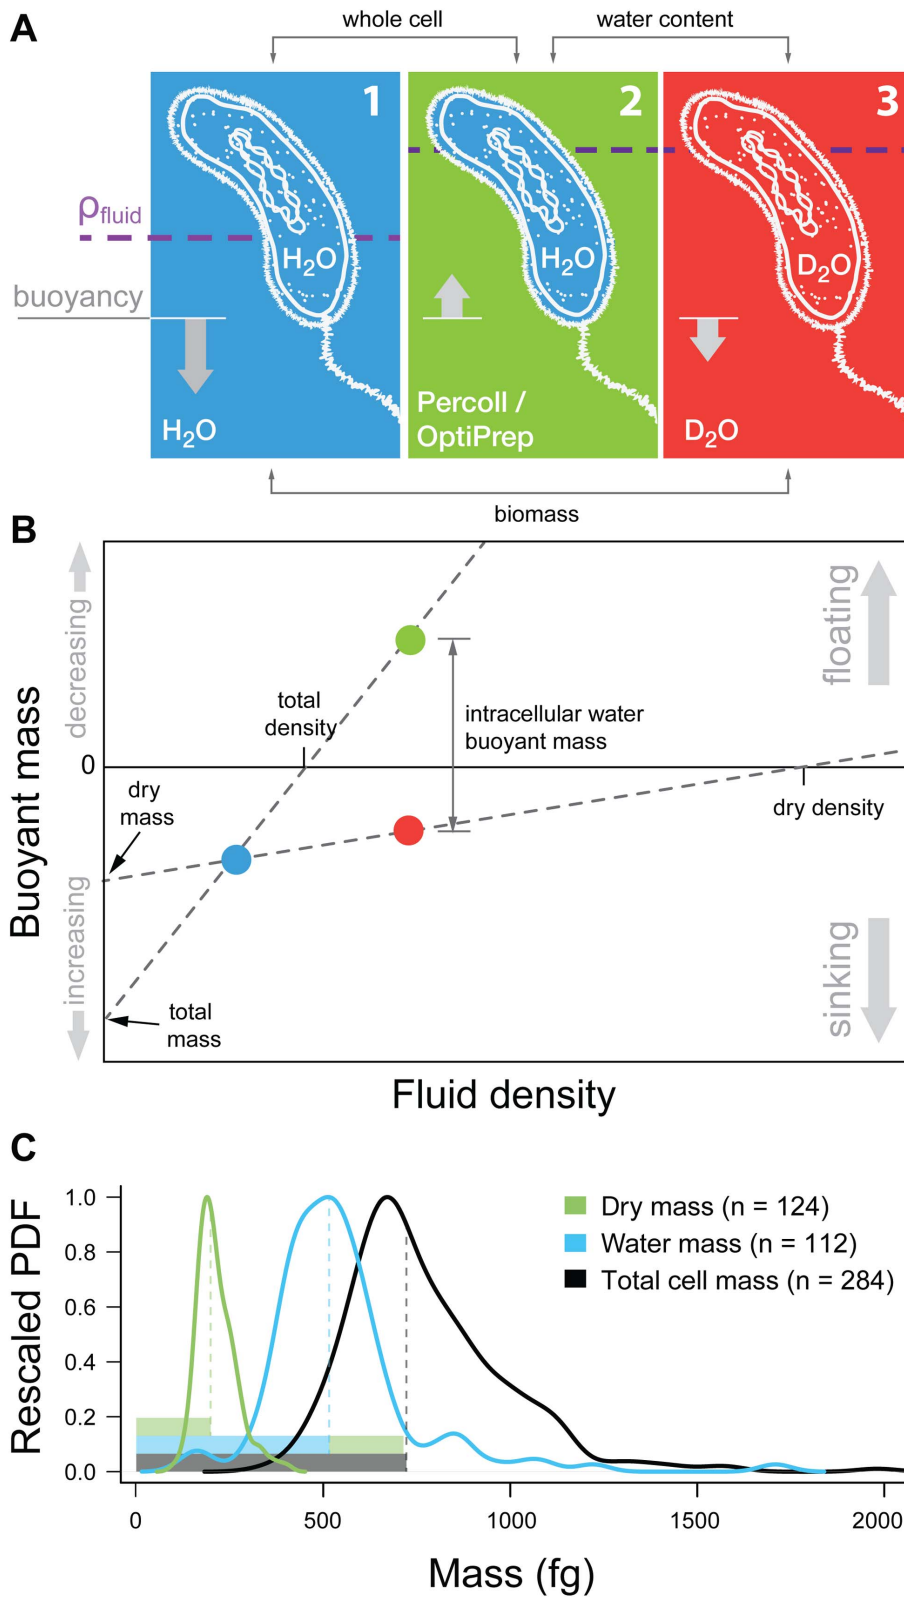 A
whole cell
water content
1
2
3
ρfluid
H₂O
H₂O
D₂O
buoyancy
H₂O
Percoll /
OptiPrep
D₂O
biomass
B
Buoyant mass
decreasing
increasing
0
total
density
intracellular water
buoyant mass
floating
dry
mass
dry density
total
mass
sinking
Fluid density
C
Rescaled PDF
1.0
0.8
0.6
0.4
0.2
0.0
Dry mass (n = 124)
Water mass (n = 112)
Total cell mass (n = 284)
0
500
1000
1500
2000
Mass (fg)